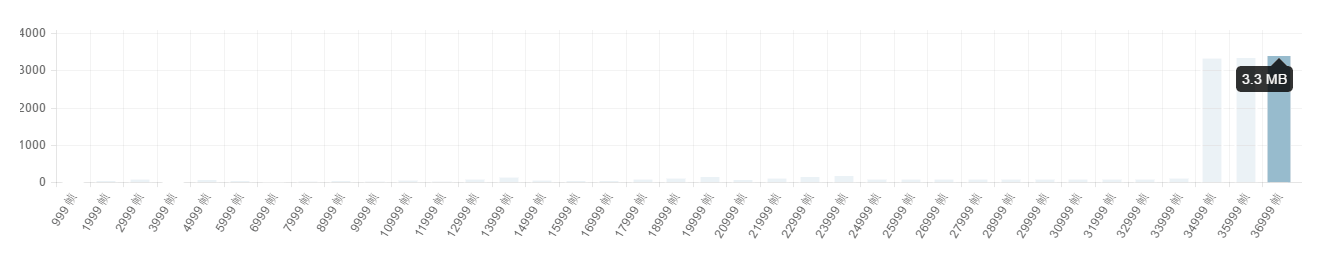 4000
3000
2000
1000
0
3.3 MB
999 帧
1999 帧
2999 帧
3999 帧
4999 帧
5999 帧
6999 帧
7999 帧
8999 帧
9999 帧
10999 帧
11999 帧
12999 帧
13999 帧
14999 帧
15999 帧
16999 帧
17999 帧
18999 帧
19999 帧
20999 帧
21999 帧
22999 帧
23999 帧
24999 帧
25999 帧
26999 帧
27999 帧
28999 帧
29999 帧
30999 帧
31999 帧
32999 帧
33999 帧
34999 帧
35999 帧
36999 帧